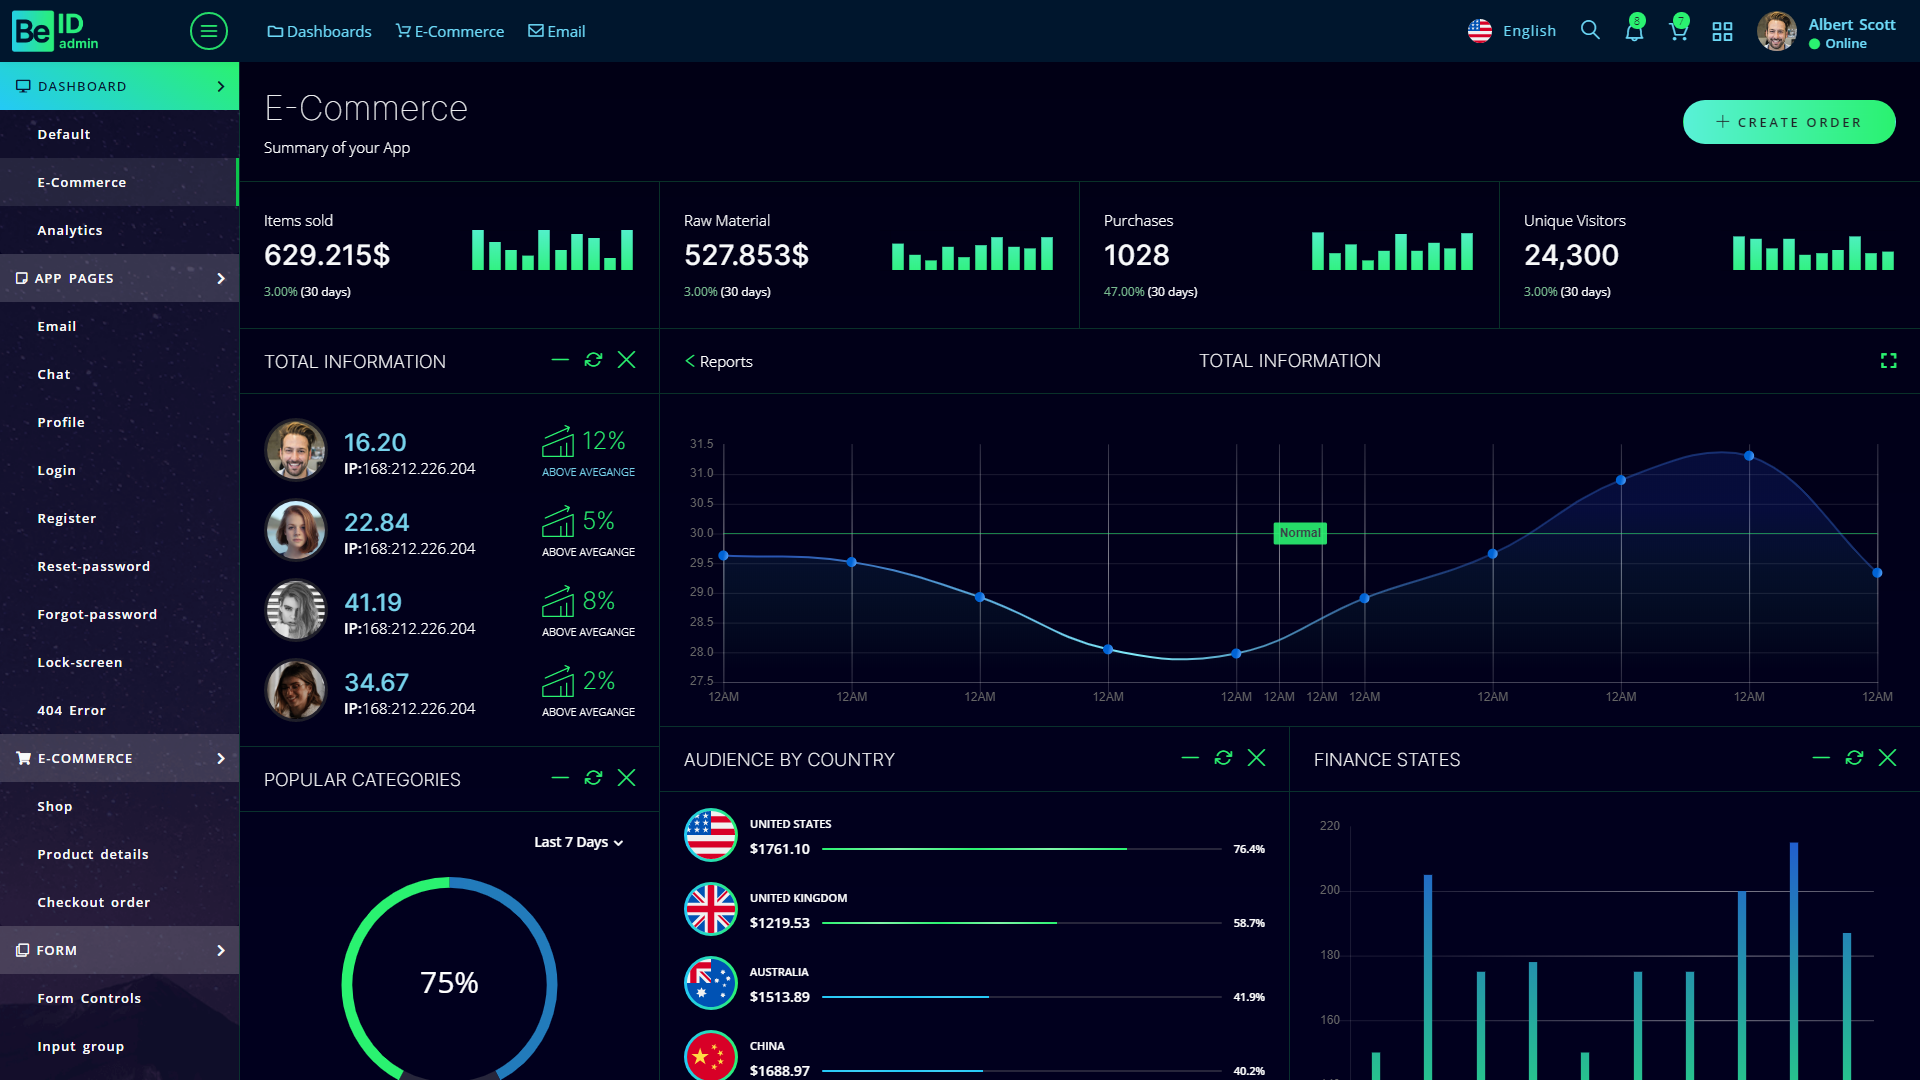 Be ID admin
Dashboards
E-Commerce
Email
English
8
7
Albert Scott
Online
DASHBOARD
Default
E-Commerce
Analytics
APP PAGES
Email
Chat
Profile
Login
Register
Reset-password
Forgot-password
Lock-screen
404 Error
E-COMMERCE
Shop
Product details
Checkout order
FORM
Form Controls
Input group
E-Commerce
Summary of your App
+ CREATE ORDER
Items sold
629.215$
3.00% (30 days)
Raw Material
527.853$
3.00% (30 days)
Purchases
1028
47.00% (30 days)
Unique Visitors
24,300
3.00% (30 days)
TOTAL INFORMATION
16.20
IP:168:212.226.204
12%
ABOVE AVEGANGE
22.84
IP:168:212.226.204
5%
ABOVE AVEGANGE
41.19
IP:168:212.226.204
8%
ABOVE AVEGANGE
34.67
IP:168:212.226.204
2%
ABOVE AVEGANGE
Reports
TOTAL INFORMATION
31.5
31.0
30.5
30.0
29.5
29.0
28.5
28.0
27.5
Normal
12AM 12AM 12AM 12AM 12AM 12AM 12AM 12AM 12AM 12AM 12AM 12AM
POPULAR CATEGORIES
Last 7 Days
75%
AUDIENCE BY COUNTRY
UNITED STATES
$1761.10 76.4%
UNITED KINGDOM
$1219.53 58.7%
AUSTRALIA
$1513.89 41.9%
CHINA
$1688.97 40.2%
FINANCE STATES
220
200
180
160